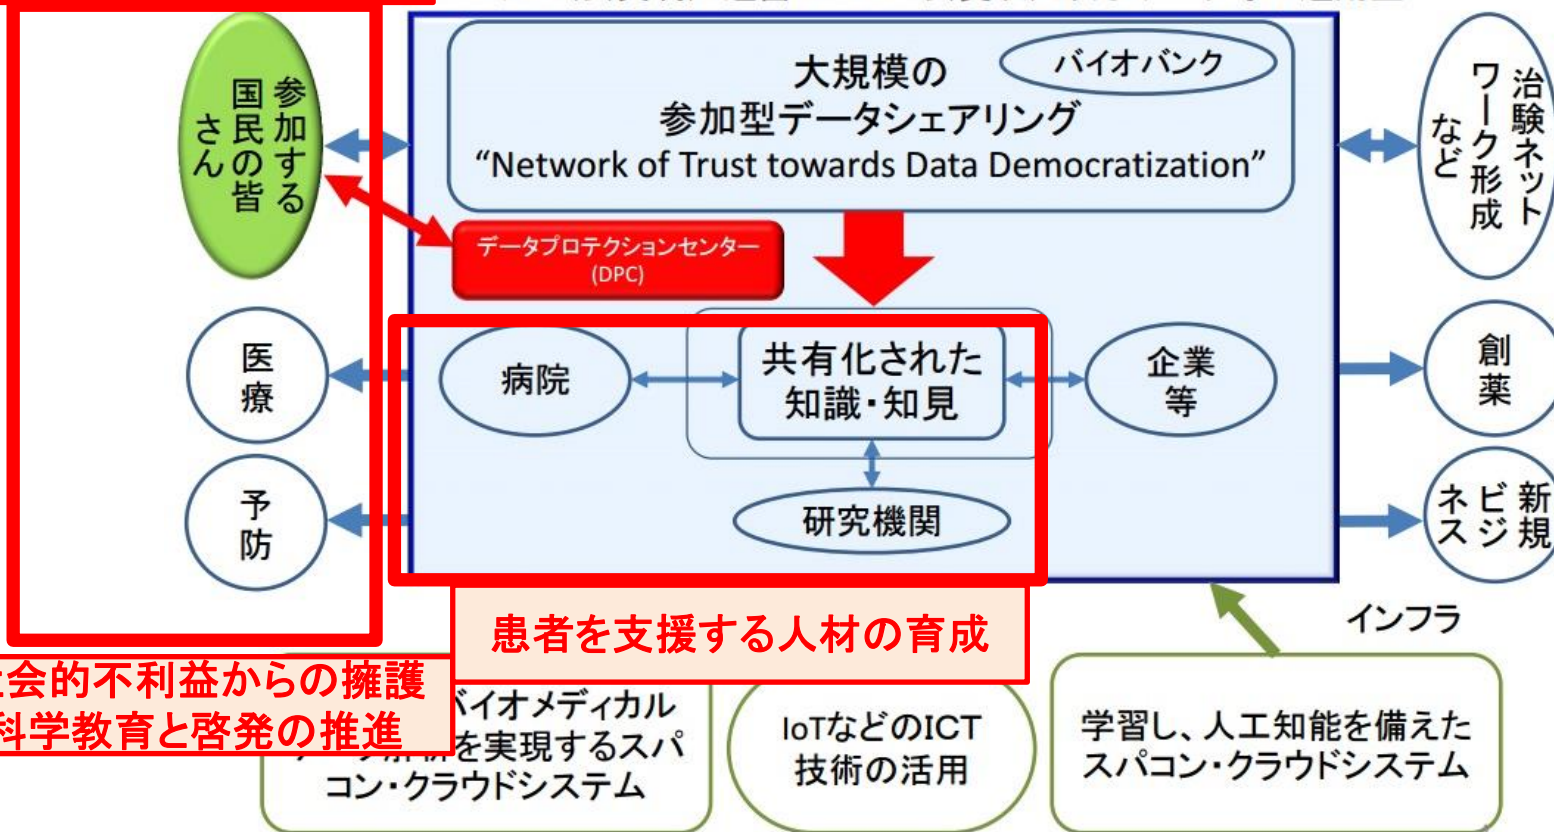 参加する
国民の皆
さん
大規模の
参加型データシェアリング
“Network of Trust towards Data Democratization”
バイオバンク
治験ネット
ワーク形成
など
データプロテクションセンター
(DPC)
医
療
病院
共有化された
知識・知見
企業
等
創
薬
予
防
研究機関
新規
ビジ
ネス
患者を支援する人材の育成
インフラ
会的不利益からの擁護
科学教育と啓発の推進
バイオメディカル
を実現するスパ
コン・クラウドシステム
IoTなどのICT
技術の活用
学習し、人工知能を備えた
スパコン・クラウドシステム